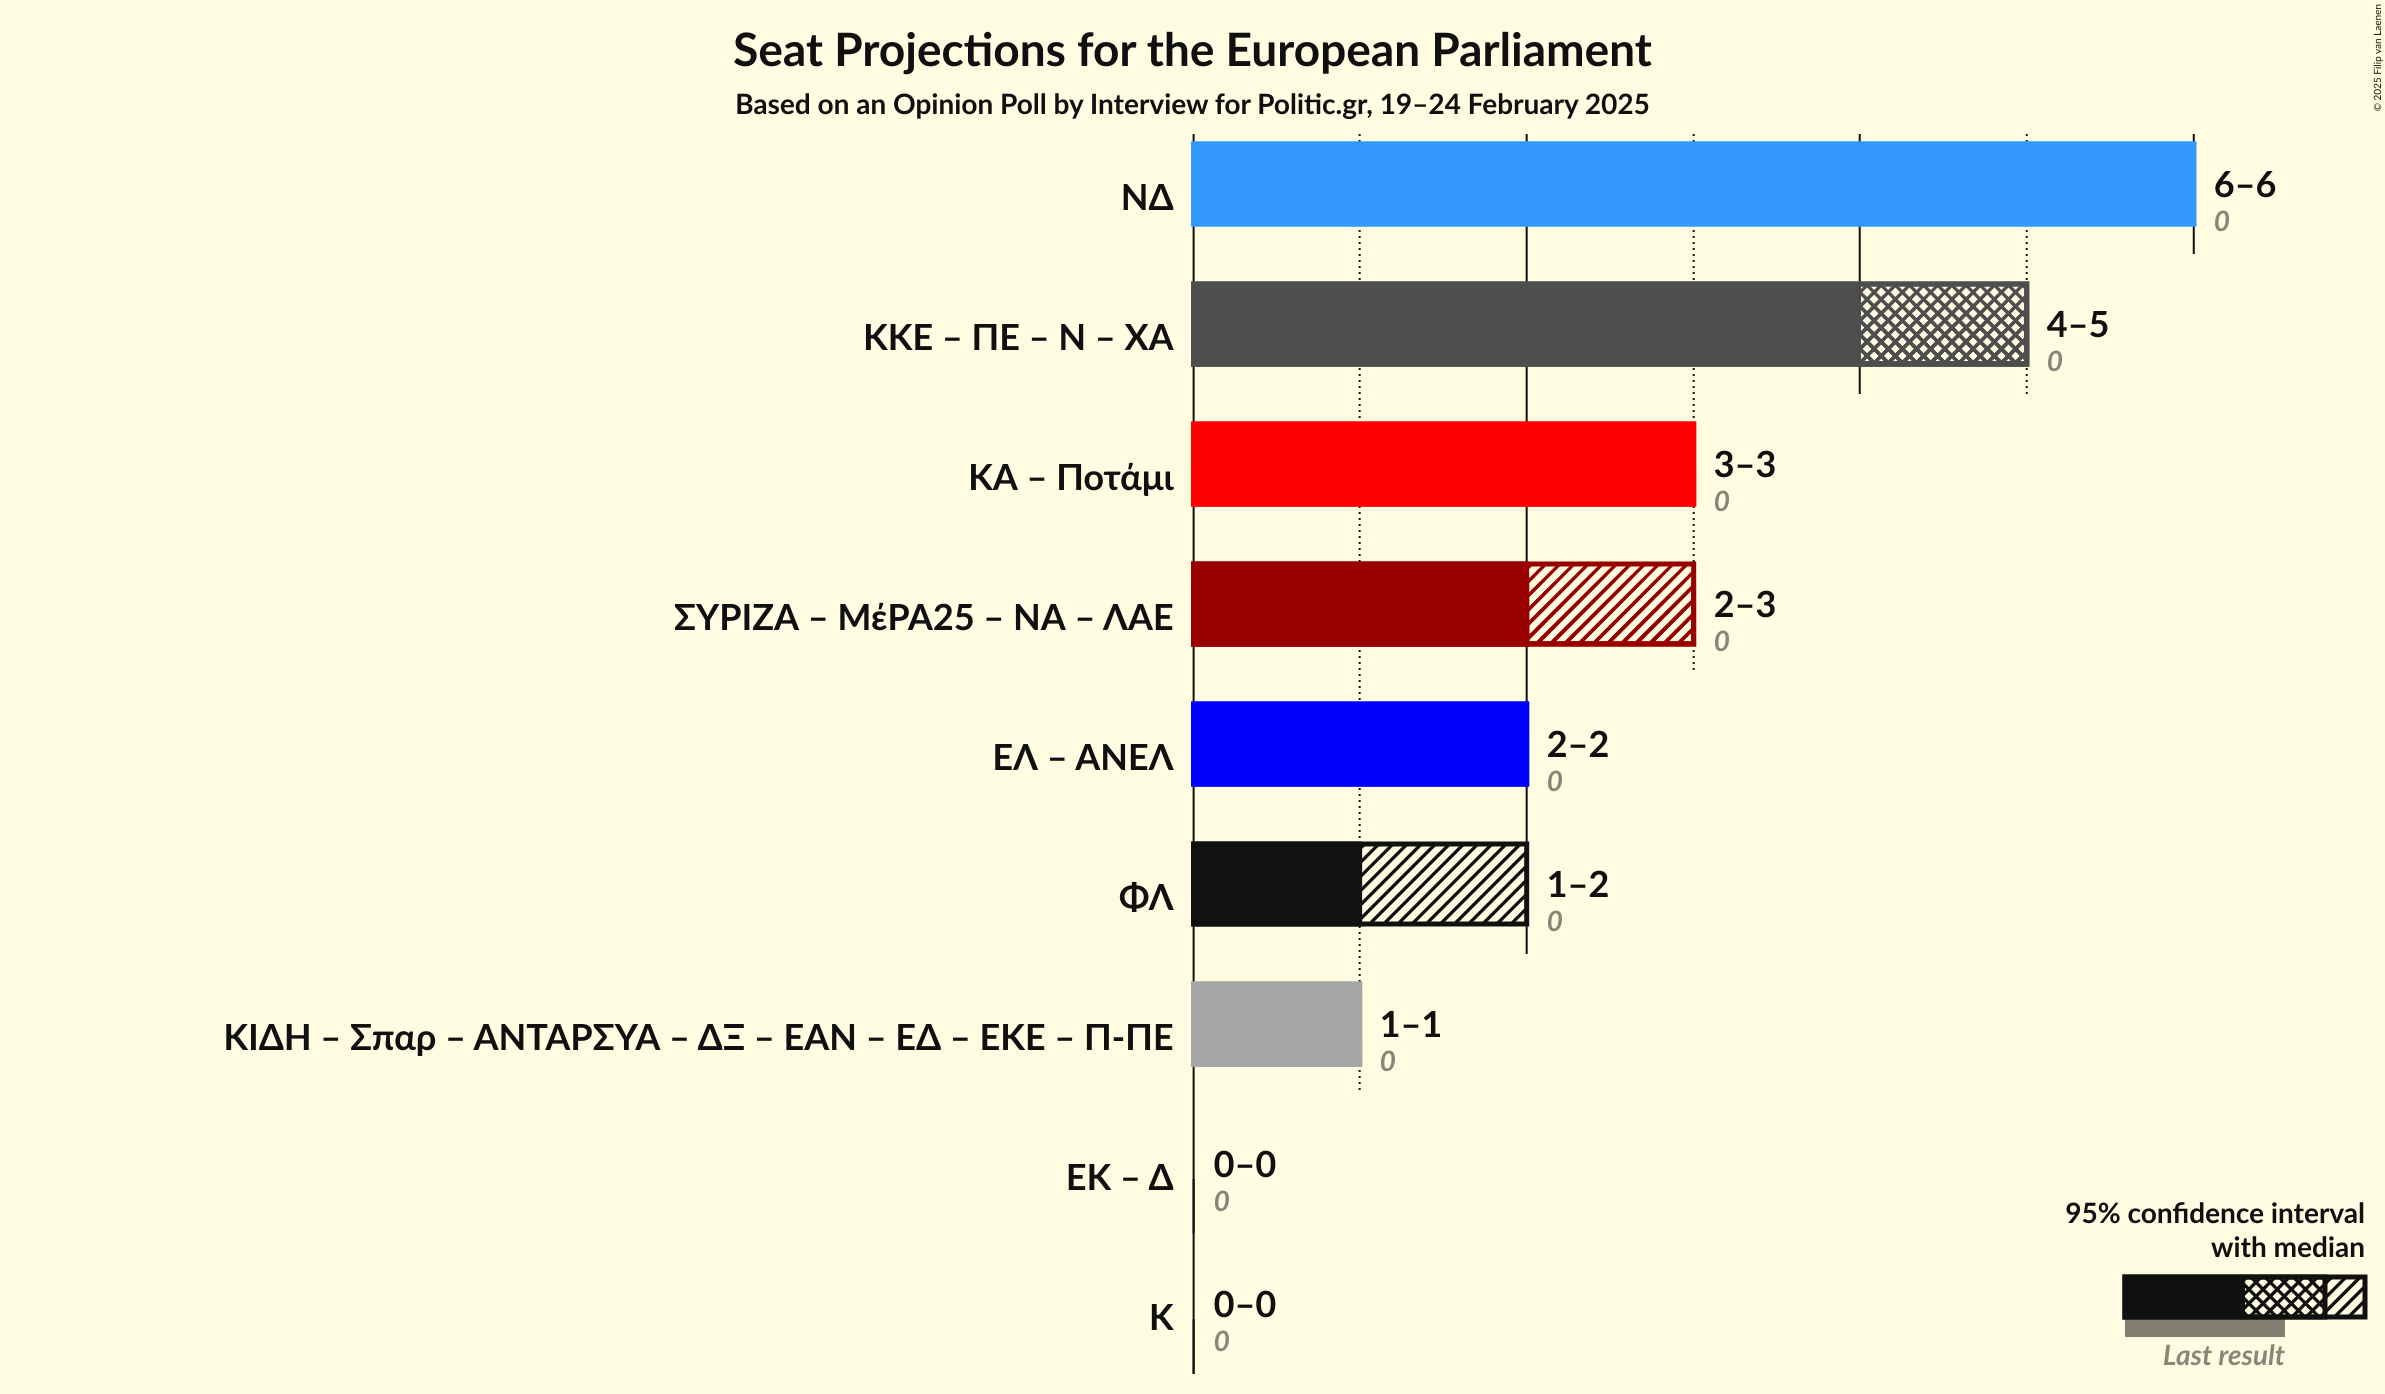 Seat Projections for the European Parliament
Based on an Opinion Poll by Interview for Politic.gr, 19–24 February 2025
© 2025 Filip van Laenen
ΝΔ
6–6
0
ΚΚΕ – ΠΕ – Ν – ΧΑ
4–5
0
ΚΑ – Ποτάμι
3–3
0
ΣΥΡΙΖΑ – ΜέΡΑ25 – ΝΑ – ΛΑΕ
2–3
0
ΕΛ – ΑΝΕΛ
2–2
0
ΦΛ
1–2
0
ΚΙΔΗ – Σπαρ – ΑΝΤΑΡΣΥΑ – ΔΞ – ΕΑΝ – ΕΔ – ΕΚΕ – Π-ΠΕ
1–1
0
ΕΚ – Δ
0–0
0
Κ
0–0
0
95% confidence interval
with median
Last result